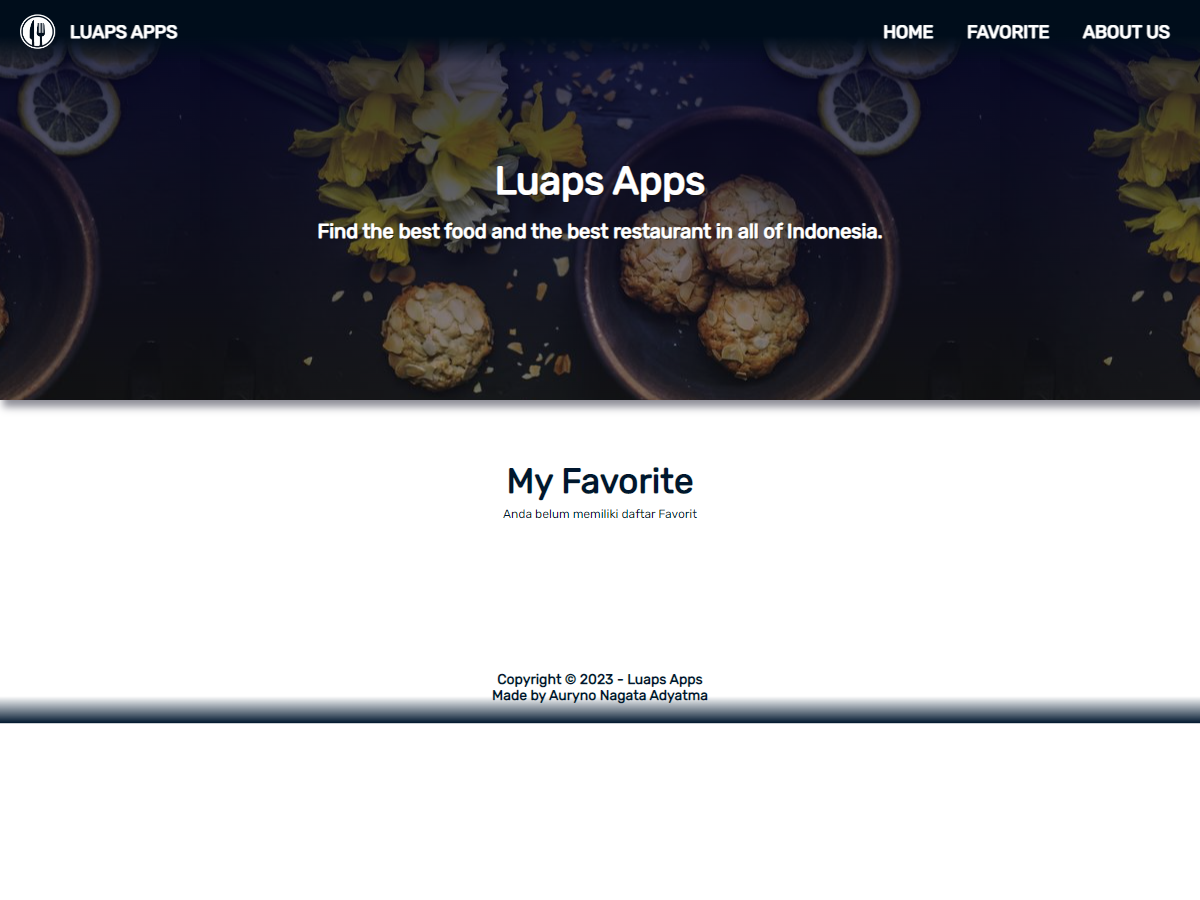 LUAPS APPS
HOME
FAVORITE
ABOUT US
Luaps Apps
Find the best food and the best restaurant in all of Indonesia.
My Favorite
Anda belum memiliki daftar Favorit
Copyright © 2023 - Luaps Apps
Made by Auryno Nagata Adyatma